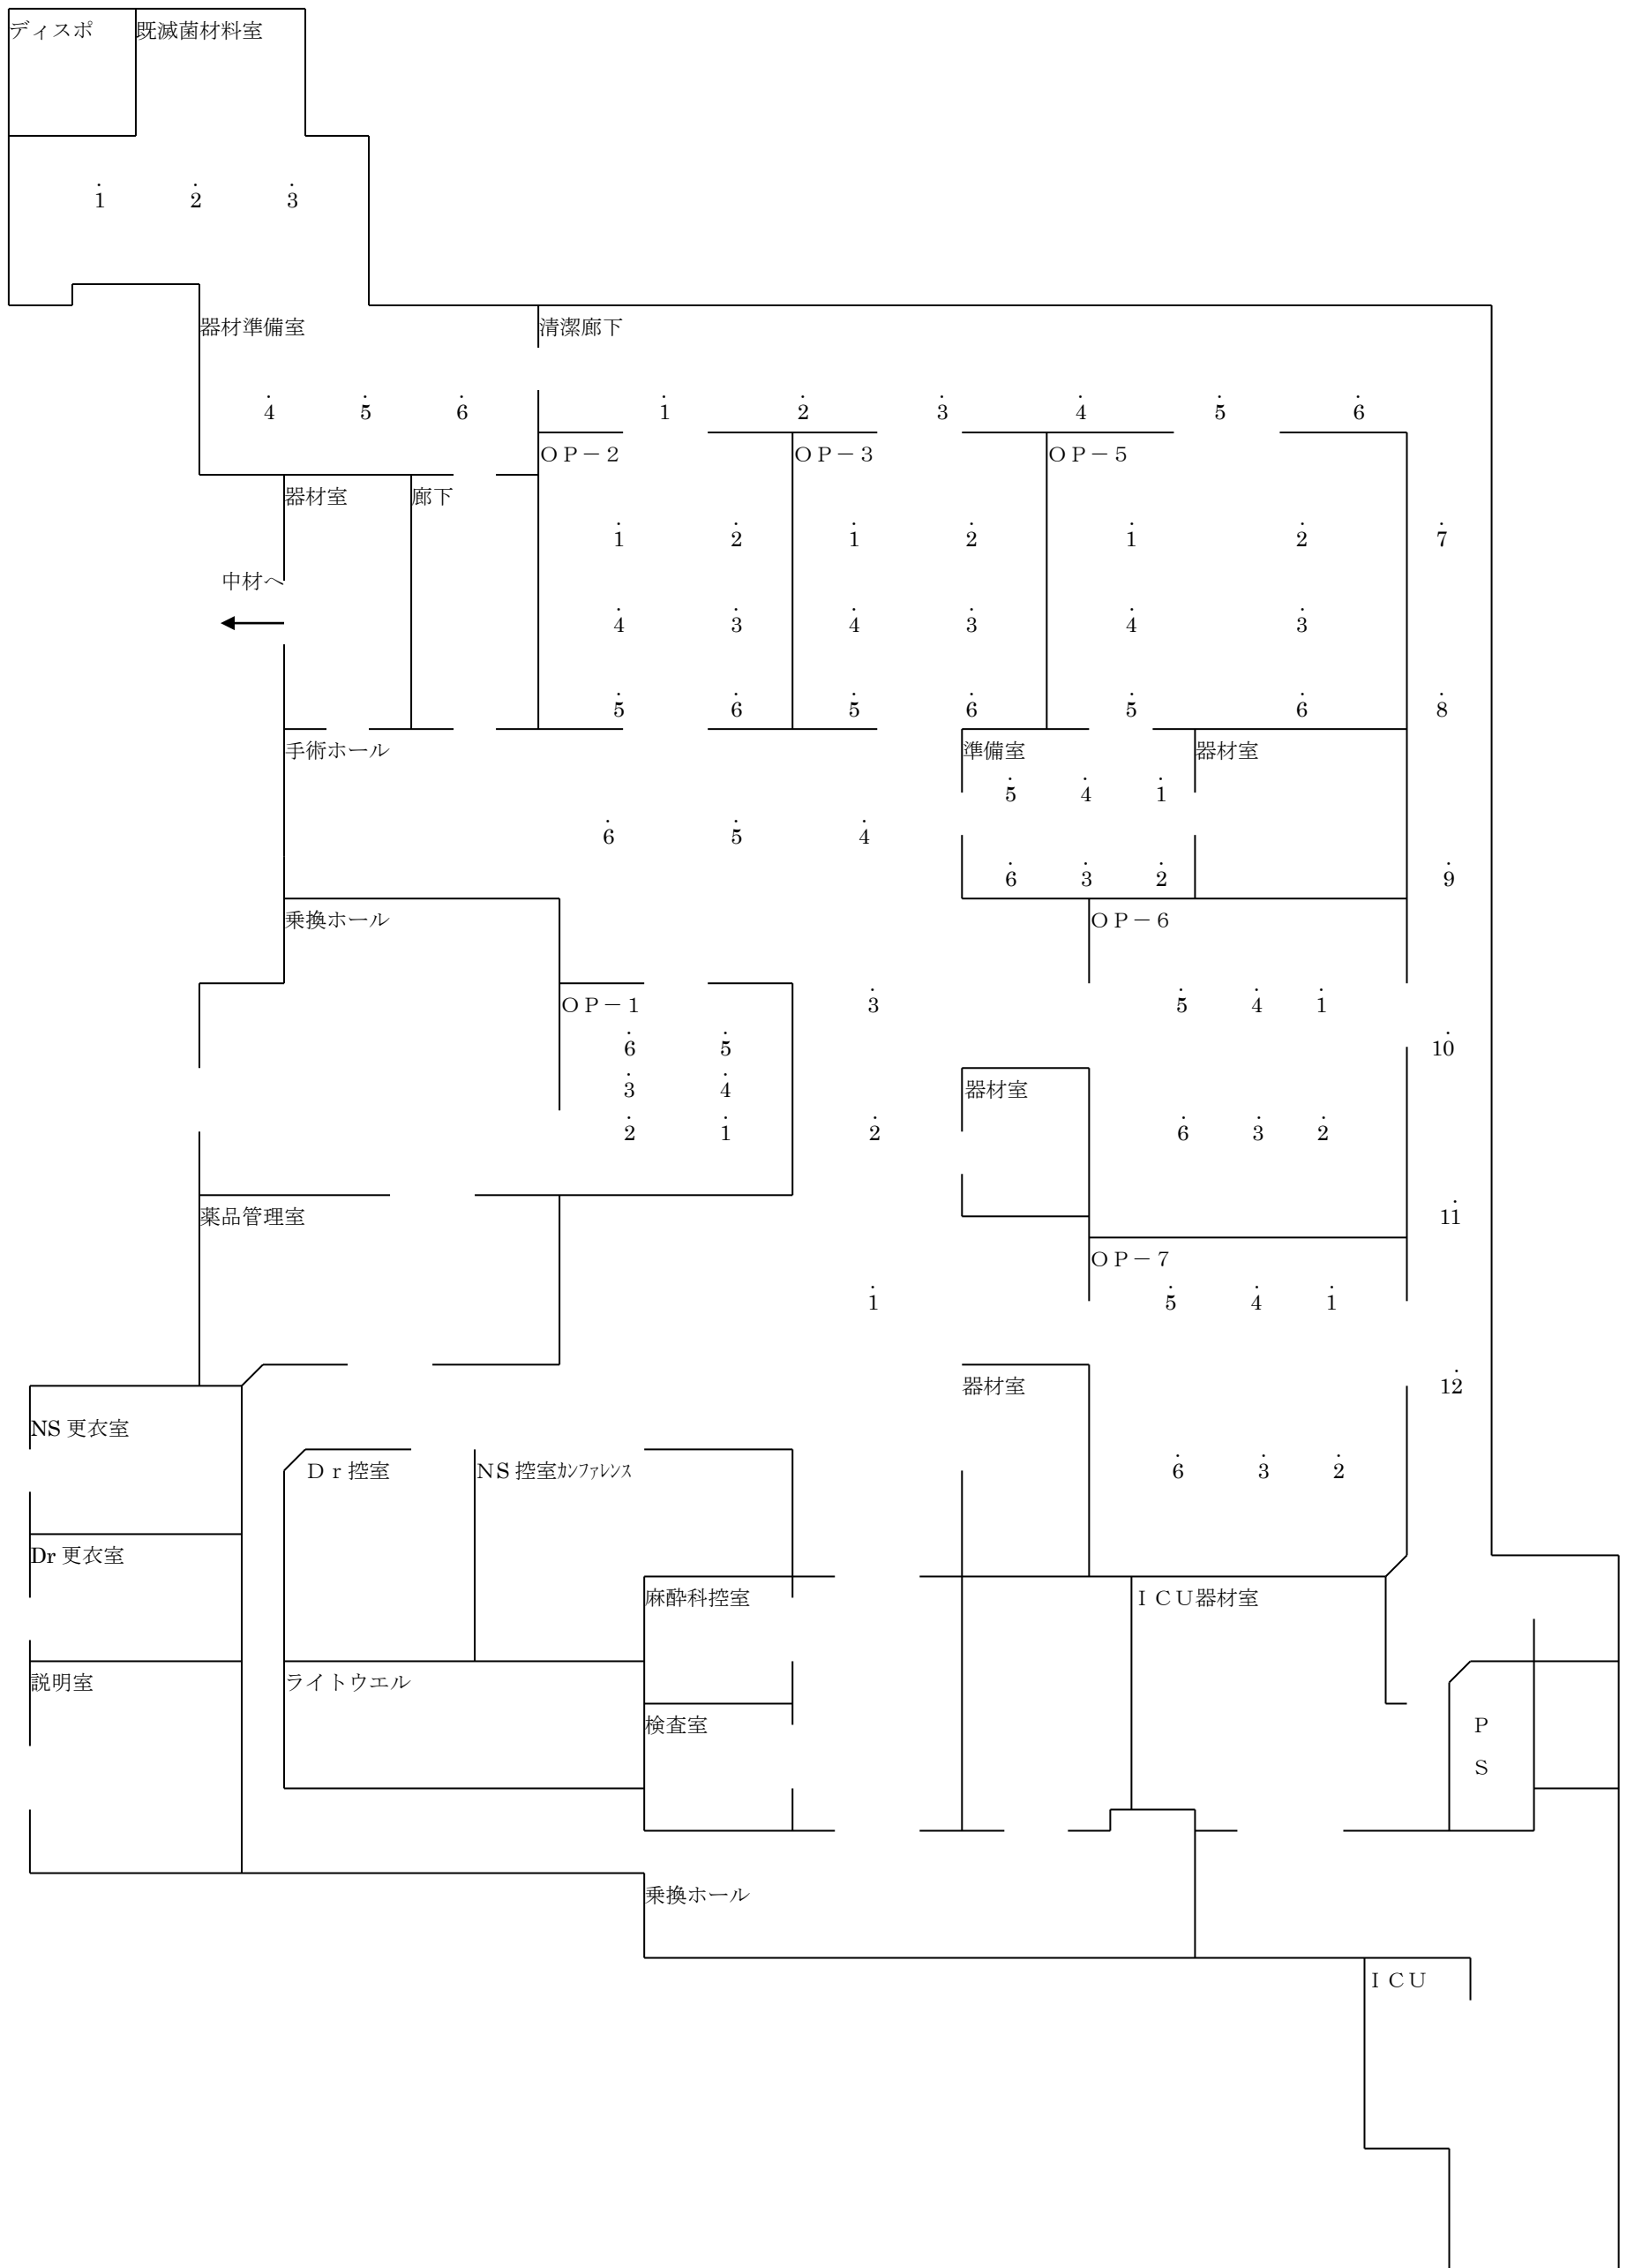 ディスポ 既滅菌材料室
1 2 3
器材準備室 清潔廊下
4 5 6 1 2 3 4 5 6
ＯＰ－２ ＯＰ－３ ＯＰ－５
器材室 廊下
1 2 1 2 1 2 7
中材へ
4 3 4 3 4 3
5 6 5 6 5 6 8
手術ホール 準備室 器材室
5 4 1
6 5 4
6 3 2 9
乗換ホール ＯＰ－６
ＯＰ－１ 3 5 4 1
6 5 10
3 4 器材室
2 1 2 6 3 2
薬品管理室 11
ＯＰ－７
1 5 4 1
器材室 12
NS 更衣室
Ｄｒ控室 NS 控室ｶﾝﾌｧﾚﾝｽ 6 3 2
Dr 更衣室
麻酔科控室 ＩＣＵ器材室
説明室 ライトウエル
検査室 Ｐ
Ｓ
乗換ホール
ＩＣＵ